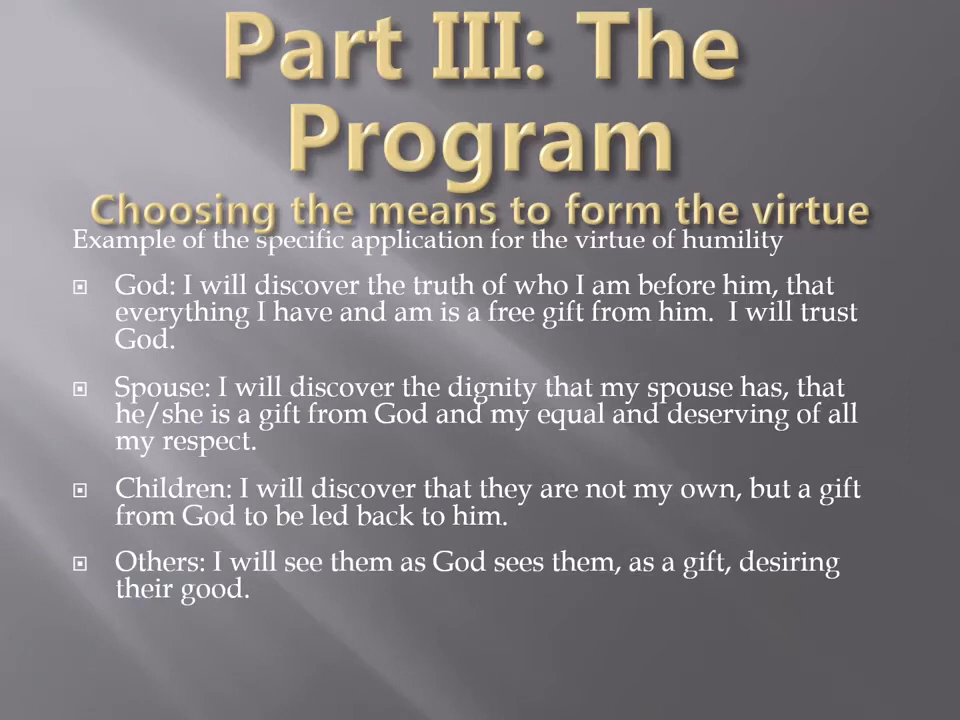 Part III: The
Program
Choosing the means to form the virtue
Example of the specific application for the virtue of humility
God: I will discover the truth of who I am before him, that
everything I have and am is a free gift from him.  I will trust
God.
Spouse: I will discover the dignity that my spouse has, that
he/she is a gift from God and my equal and deserving of all
my respect.
Children: I will discover that they are not my own, but a gift
from God to be led back to him.
Others: I will see them as God sees them, as a gift, desiring
their good.